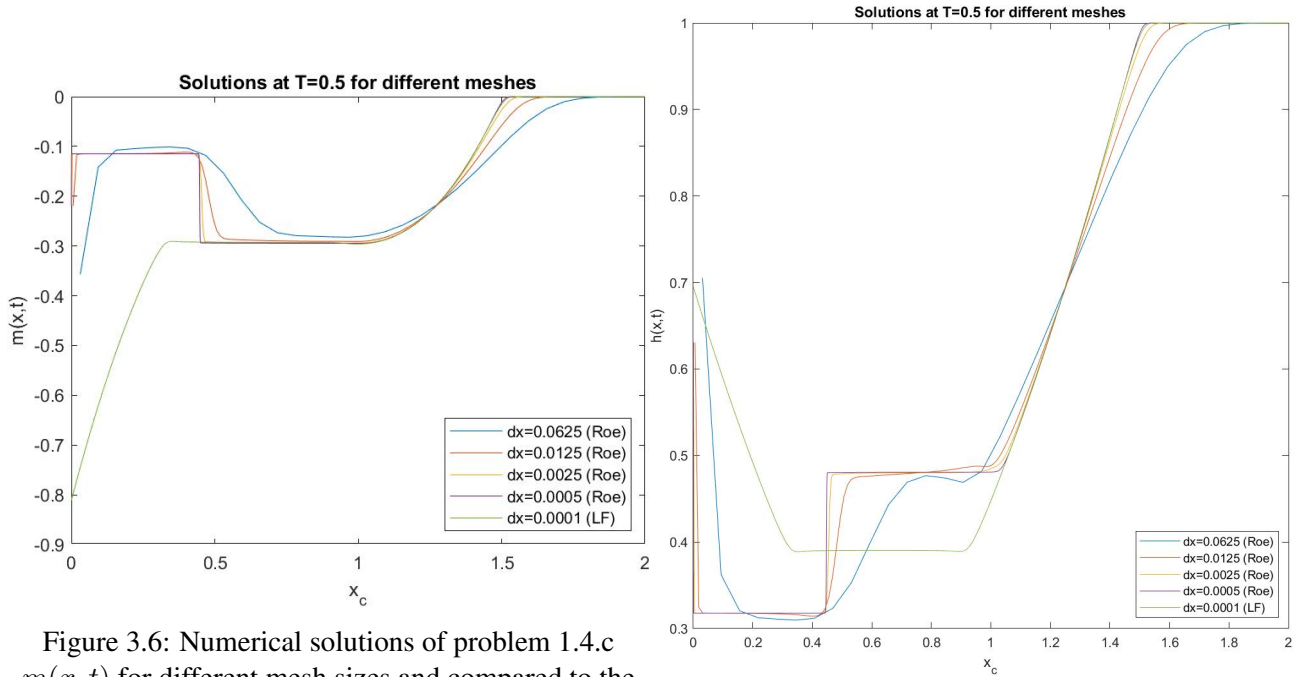 Solutions at T=0.5 for different meshes
0
-0.1
-0.2
-0.3
-0.4
-0.5
-0.6
-0.7
-0.8
-0.9
m(x,t)
0
0.5
1
1.5
2
x_c
dx=0.0625 (Roe)
dx=0.0125 (Roe)
dx=0.0025 (Roe)
dx=0.0005 (Roe)
dx=0.0001 (LF)
Figure 3.6: Numerical solutions of problem 1.4.c
m(x, t) for different mesh sizes and compared to the
Solutions at T=0.5 for different meshes
1
0.9
0.8
0.7
0.6
0.5
0.4
0.3
h(x,t)
0
0.2
0.4
0.6
0.8
1
1.2
1.4
1.6
1.8
2
x_c
dx=0.0625 (Roe)
dx=0.0125 (Roe)
dx=0.0025 (Roe)
dx=0.0005 (Roe)
dx=0.0001 (LF)